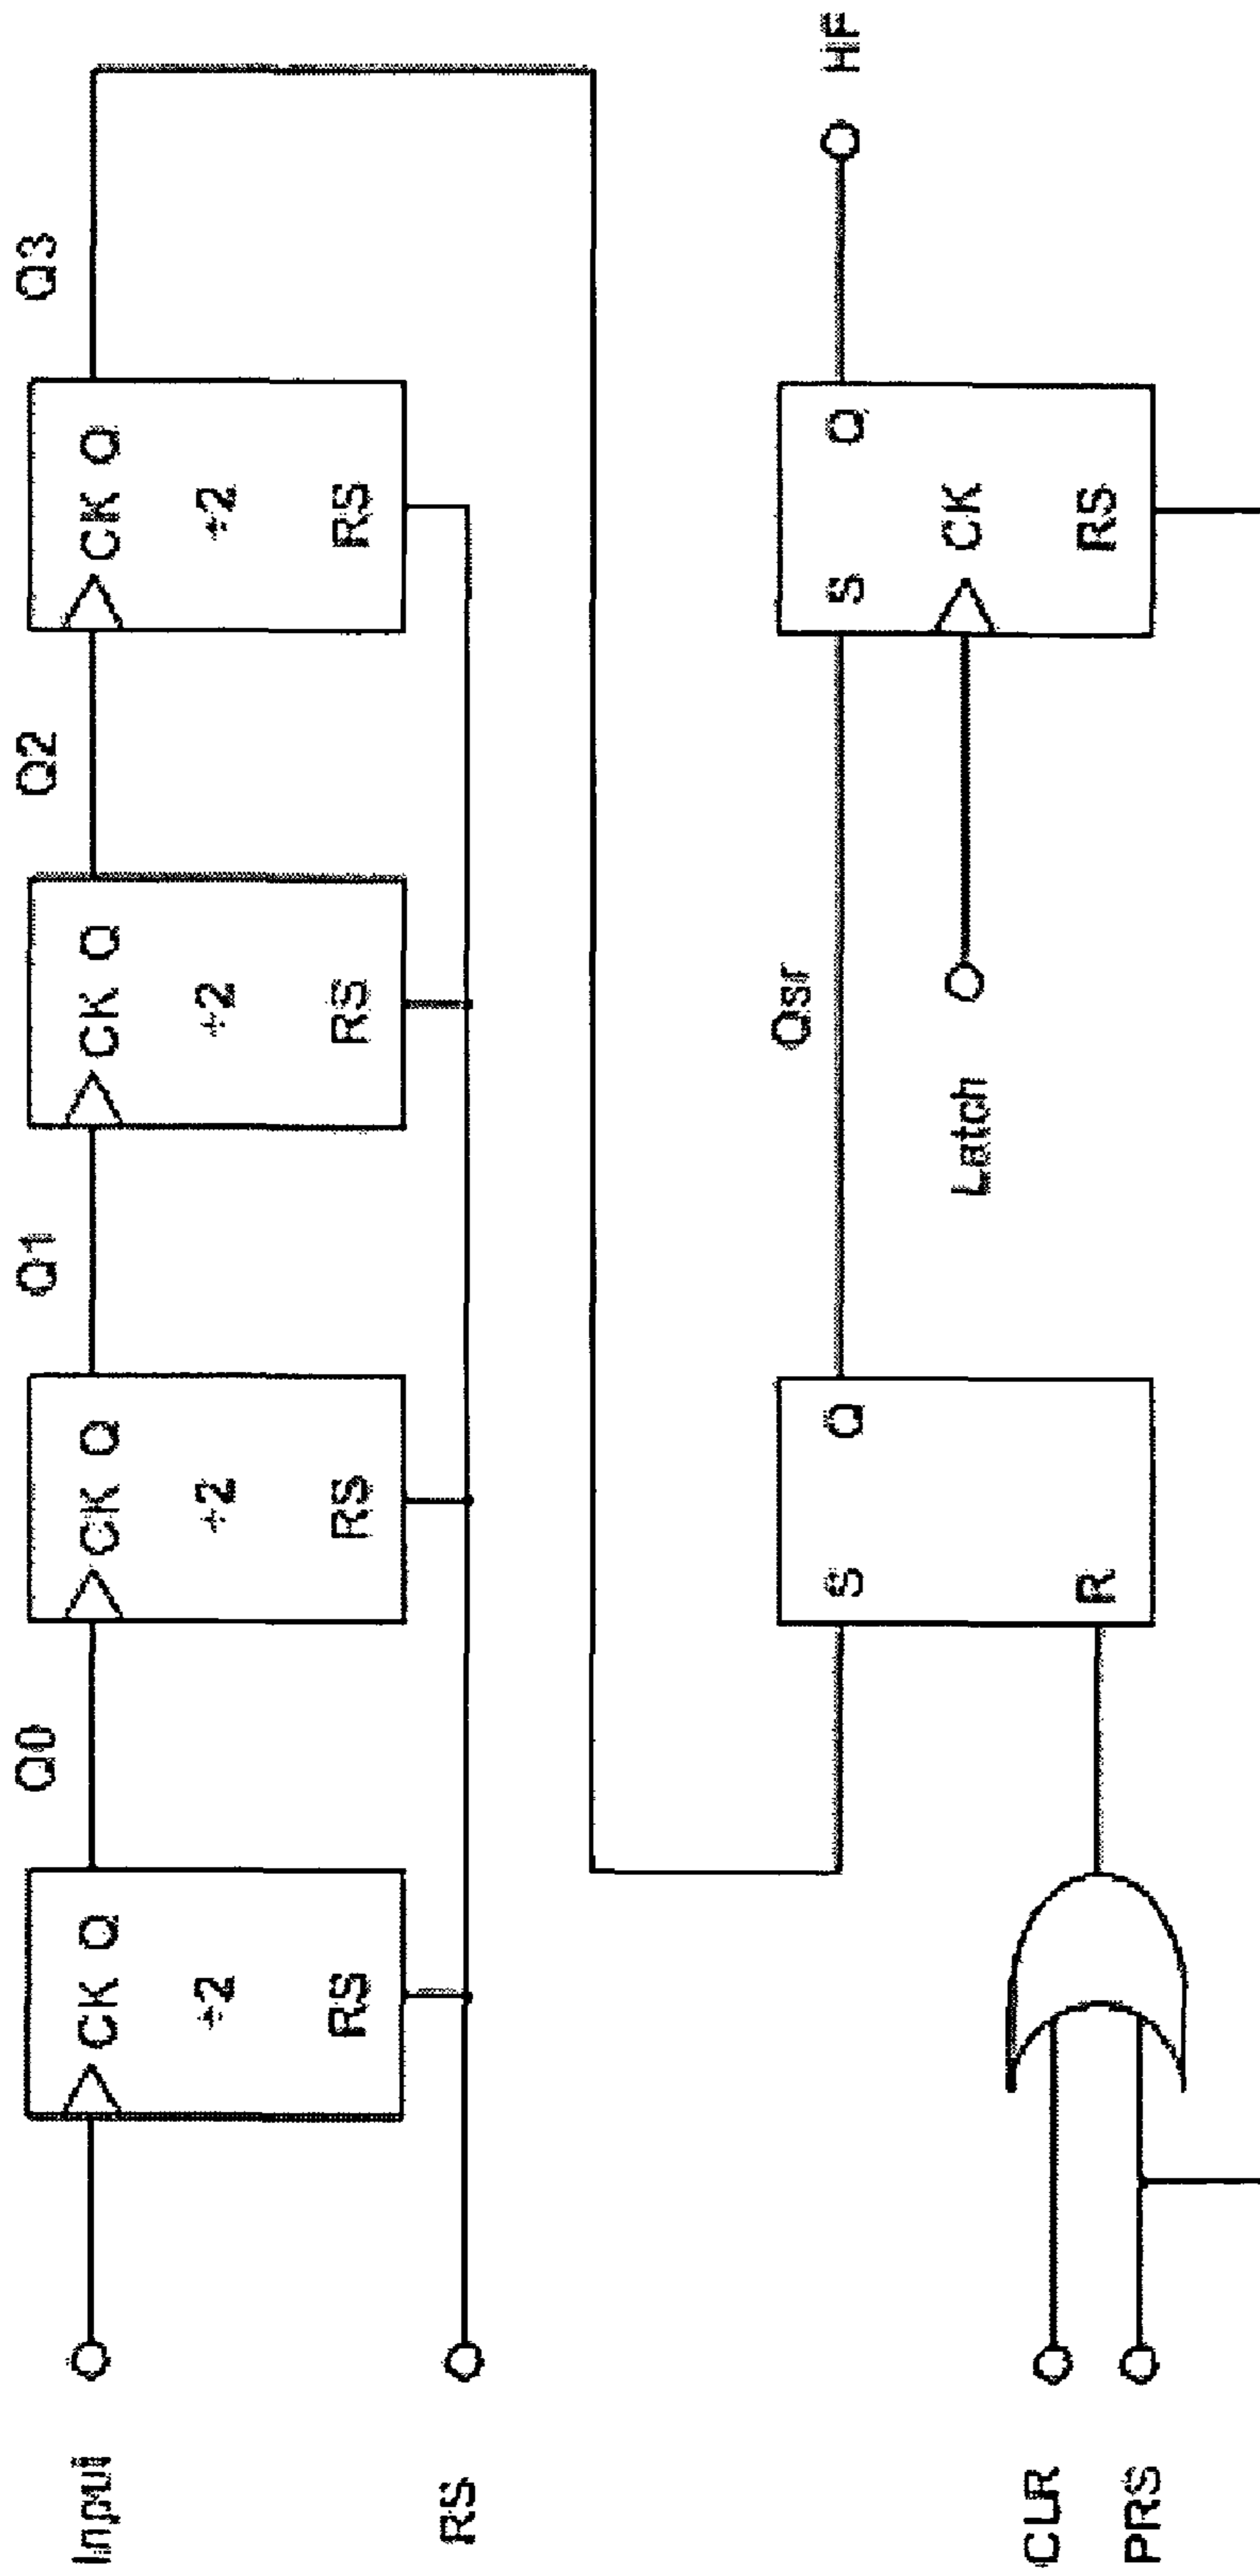 Q0
Q1
Q2
Q3
Input
CK Q
÷2
RS
CK Q
÷2
RS
CK Q
÷2
RS
CK Q
÷2
RS
RS
S
Q
R
Qsr
Latch
S
Q
CK
RS
HF
CLR
PRS